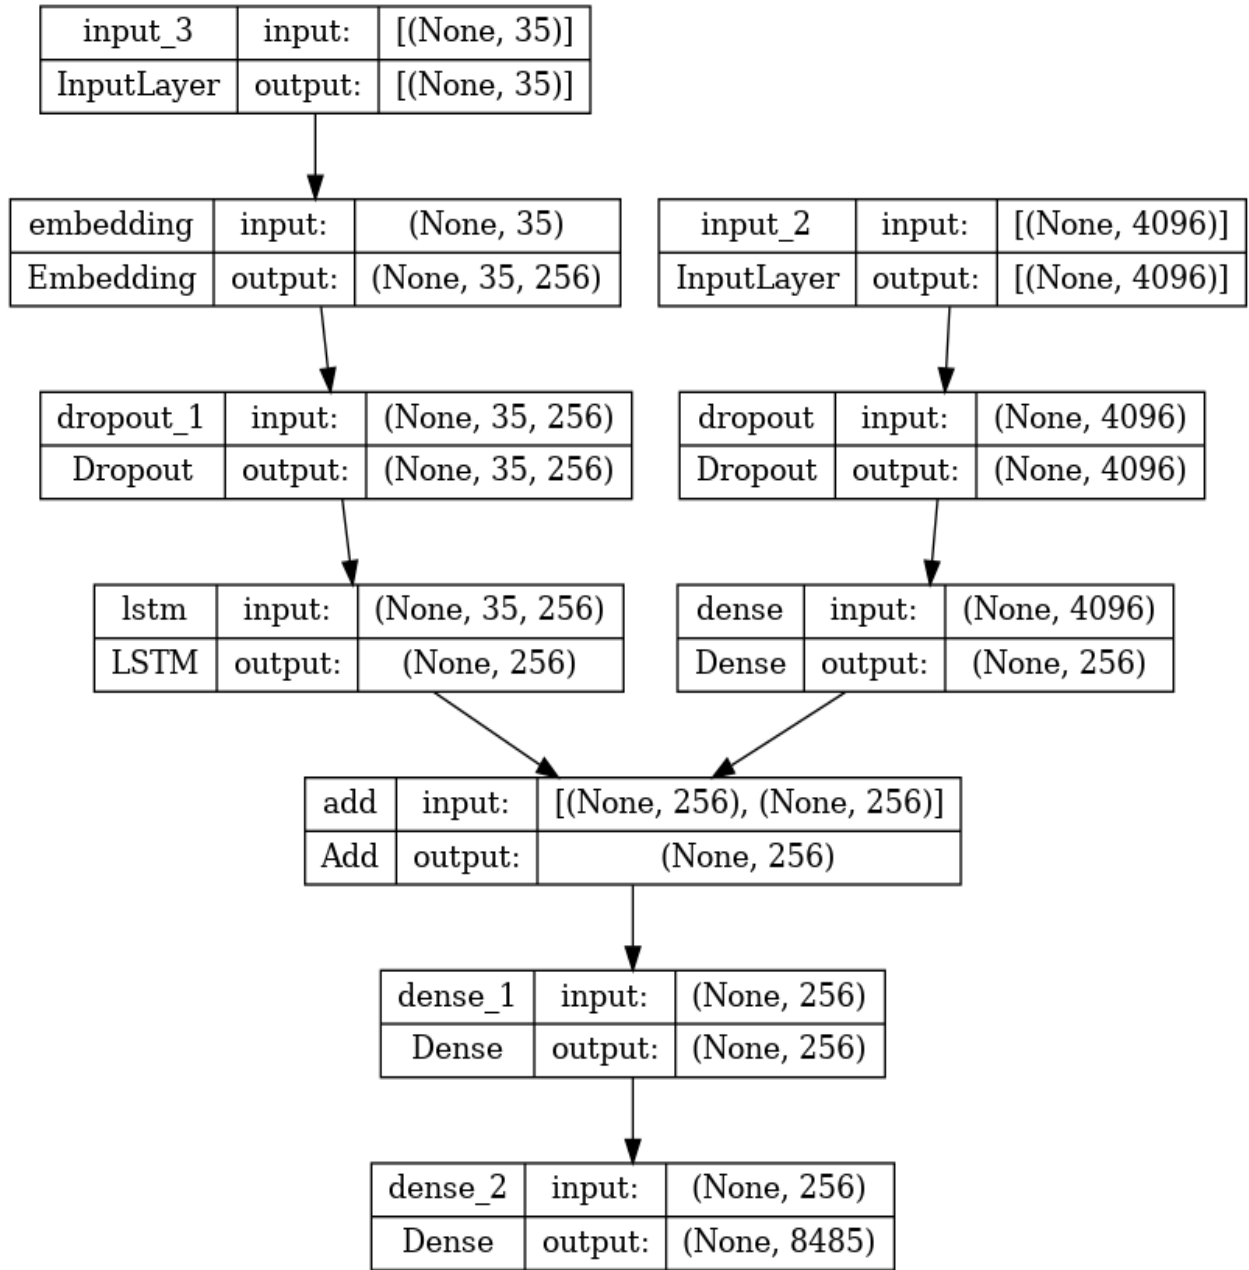 input_3 input: [(None, 35)]
InputLayer output: [(None, 35)]
embedding input: (None, 35)
Embedding output: (None, 35, 256)
input_2 input: [(None, 4096)]
InputLayer output: [(None, 4096)]
dropout_1 input: (None, 35, 256)
Dropout output: (None, 35, 256)
dropout input: (None, 4096)
Dropout output: (None, 4096)
lstm input: (None, 35, 256)
LSTM output: (None, 256)
dense input: (None, 4096)
Dense output: (None, 256)
add input: [(None, 256), (None, 256)]
Add output: (None, 256)
dense_1 input: (None, 256)
Dense output: (None, 256)
dense_2 input: (None, 256)
Dense output: (None, 8485)